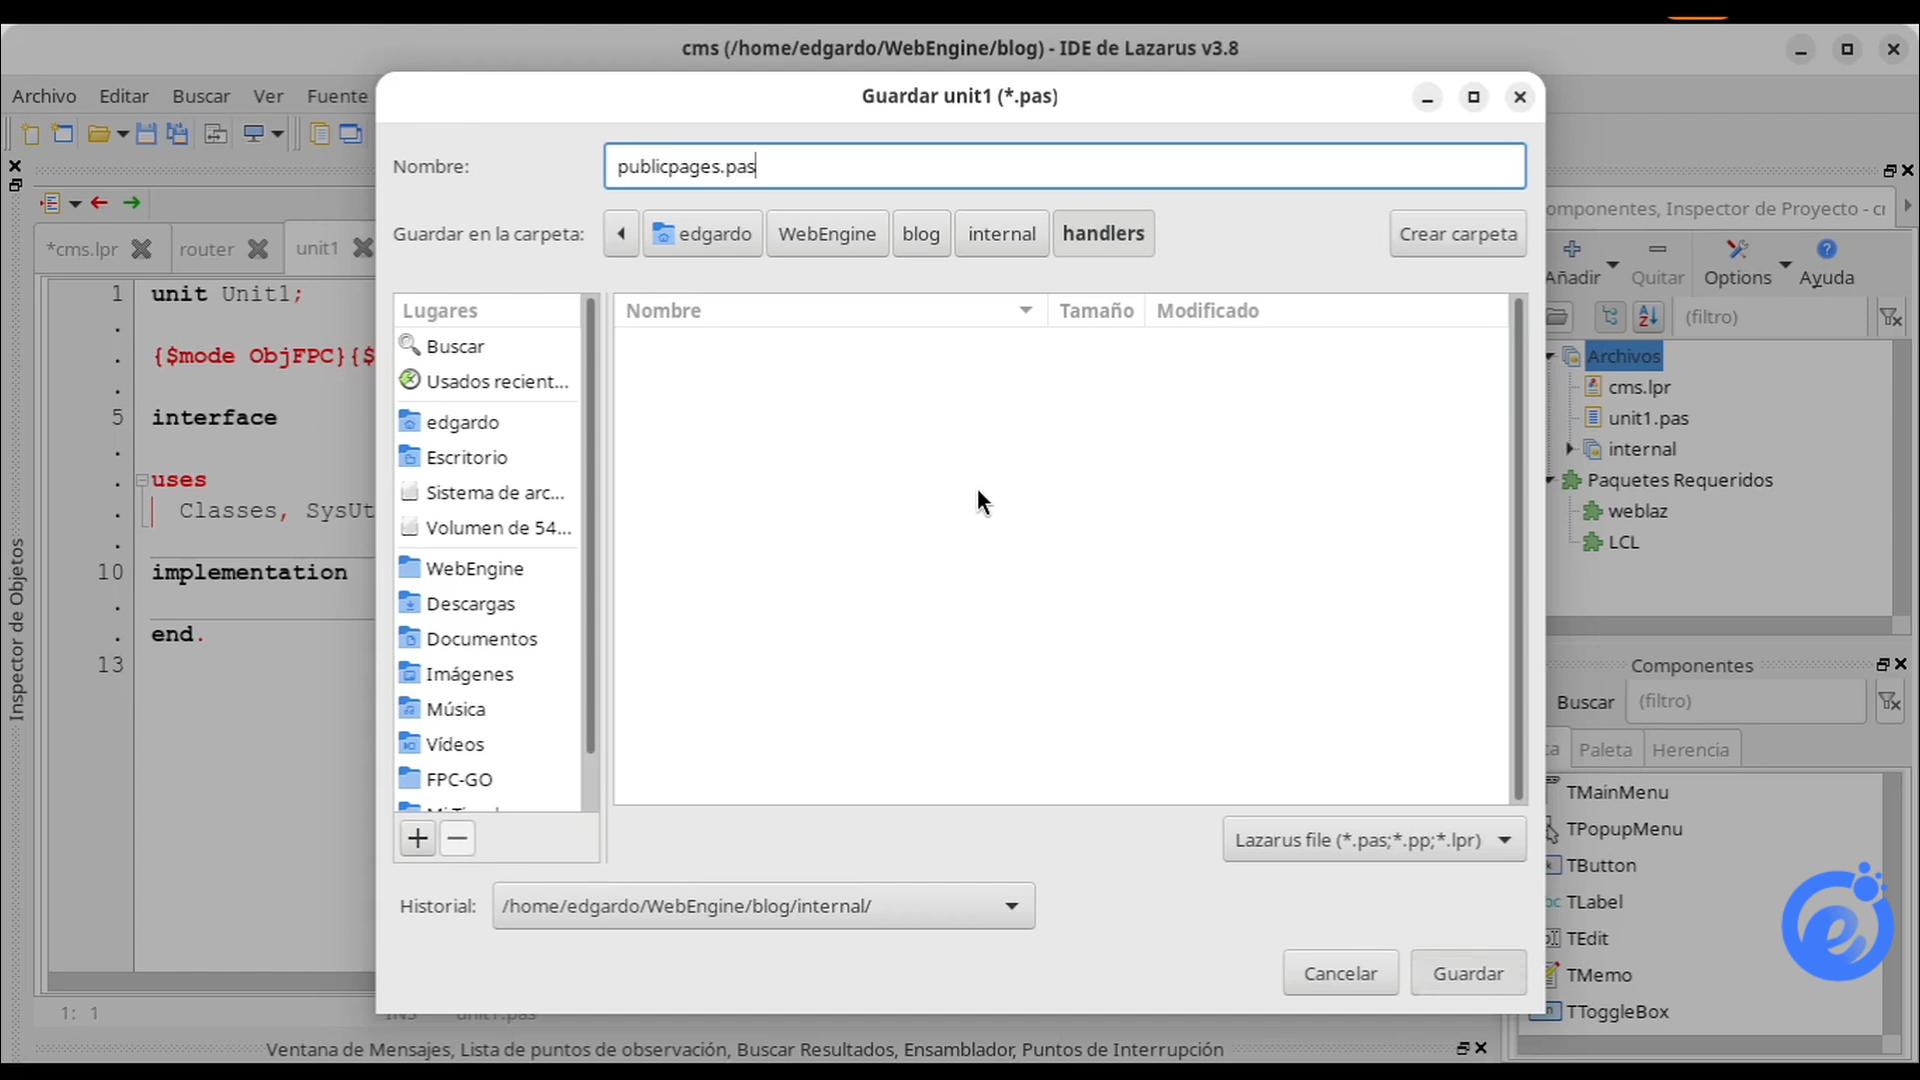 cms (/home/edgardo/WebEngine/blog) - IDE de Lazarus v3.8
Archivo Editar Buscar Ver Fuente
Guardar unit1 (*.pas)
Nombre: publicpages.pas
Guardar en la carpeta: edgardo WebEngine blog internal handlers Crear carpeta
*cms.lpr router unit1
Lugares
Buscar
Usados recient...
edgardo
Escritorio
Sistema de arc...
Volumen de 54...
WebEngine
Descargas
Documentos
Imágenes
Música
Vídeos
FPC-GO
Nombre Tamaño Modificado
Lazarus file (*.pas;*.pp;*.lpr)
Historial: /home/edgardo/WebEngine/blog/internal/
Cancelar Guardar
1 unit Unit1;
{$mode ObjFPC}{$
5 interface
uses
Classes, SysUt
10 implementation
end.
13
Inspector de Objetos
1: 1 INS unit1.pas
Ventana de Mensajes, Lista de puntos de observación, Buscar Resultados, Ensamblador, Puntos de Interrupción
omponentes, Inspector de Proyecto - cr
Añadir Quitar Options Ayuda
(filtro)
Archivos
cms.lpr
unit1.pas
internal
Paquetes Requeridos
weblaz
LCL
Componentes
Buscar (filtro)
ta Paleta Herencia
TMainMenu
TPopupMenu
TButton
TLabel
TEdit
TMemo
TToggleBox